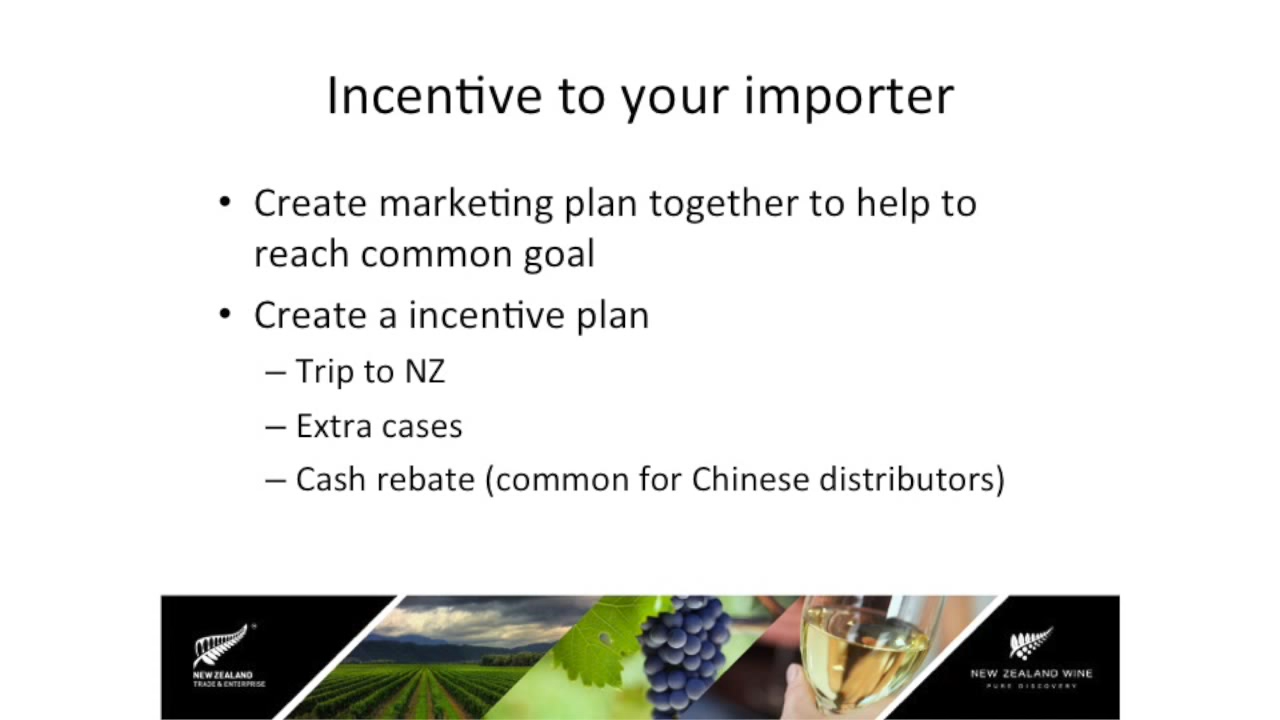 Incentive to your importer
• Create marketing plan together to help to
reach common goal
• Create a incentive plan
– Trip to NZ
– Extra cases
– Cash rebate (common for Chinese distributors)
NEW ZEALAND
TRADE & ENTERPRISE
NEW ZEALAND WINE
PURE DISCOVERY